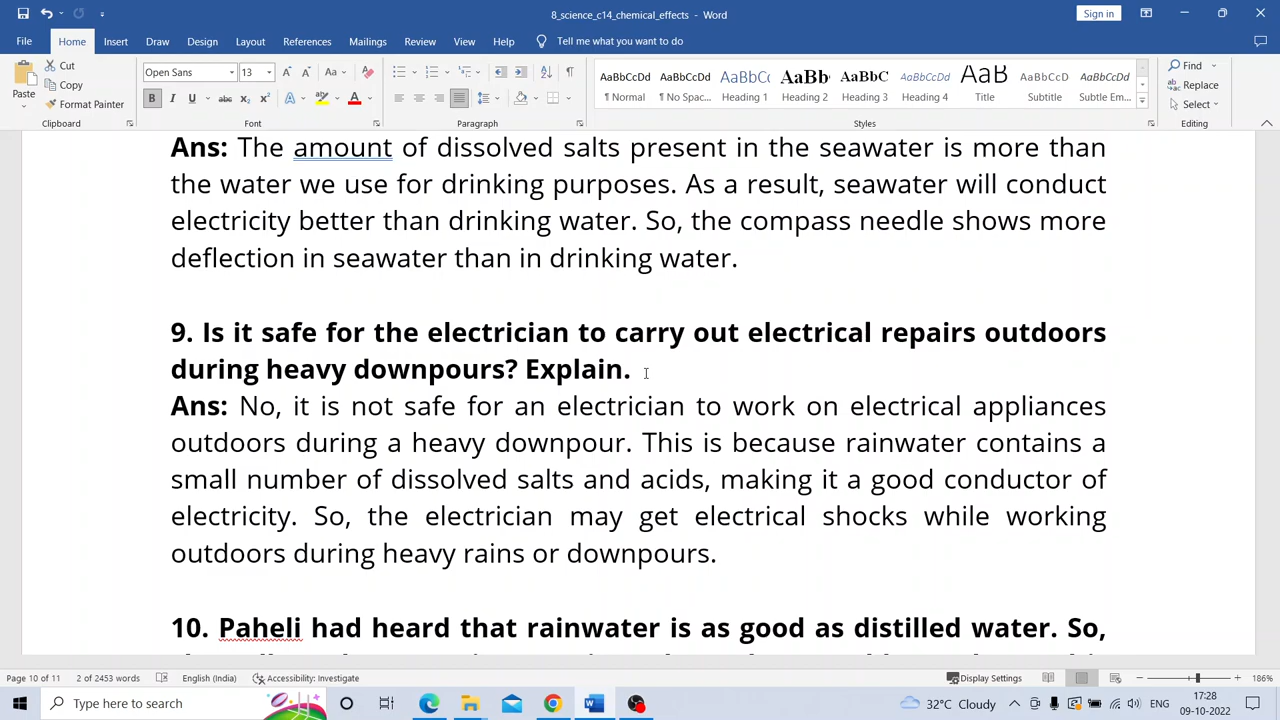 8_science_c14_chemical_effects - Word
Sign in
File Home Insert Draw Design Layout References Mailings Review View Help Tell me what you want to do
Paste
Cut
Copy
Format Painter
Clipboard
Open Sans 13
Font
Paragraph
AaBbCcDd AaBbCcDd AaBbCc AaBb AaBbC AaBbCcDd AaB AaBbCcDd AaBbCcDd
¶ Normal ¶ No Spac... Heading 1 Heading 2 Heading 3 Heading 4 Title Subtitle Subtle Em...
Styles
Find
Replace
Select
Editing
Ans: The amount of dissolved salts present in the seawater is more than
the water we use for drinking purposes. As a result, seawater will conduct
electricity better than drinking water. So, the compass needle shows more
deflection in seawater than in drinking water.
9. Is it safe for the electrician to carry out electrical repairs outdoors
during heavy downpours? Explain.
Ans: No, it is not safe for an electrician to work on electrical appliances
outdoors during a heavy downpour. This is because rainwater contains a
small number of dissolved salts and acids, making it a good conductor of
electricity. So, the electrician may get electrical shocks while working
outdoors during heavy rains or downpours.
10. Paheli had heard that rainwater is as good as distilled water. So,
Page 10 of 11 2 of 2453 words English (India) Accessibility: Investigate Display Settings 186%
Type here to search
32°C Cloudy
ENG
17:28
09-10-2022